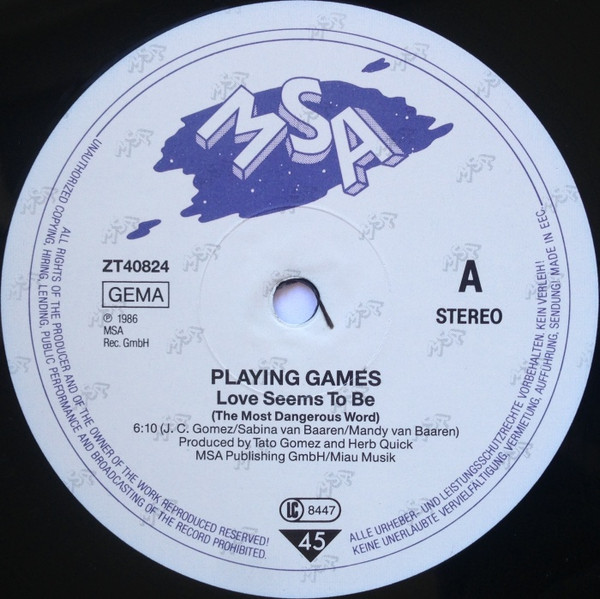 MSA
ZT40824
GEMA
℗ 1986
MSA
Rec. GmbH
A
STEREO
PLAYING GAMES
Love Seems To Be
(The Most Dangerous Word)
6:10 (J. C. Gomez/Sabina van Baaren/Mandy van Baaren)
Produced by Tato Gomez and Herb Quick
MSA Publishing GmbH/Miau Musik
LC 8447
45
ALL RIGHTS OF THE PRODUCER AND OF THE OWNER OF THE WORK REPRODUCED RESERVED!
UNAUTHORIZED COPYING, HIRING, LENDING, PUBLIC PERFORMANCE AND BROADCASTING OF THE RECORD PROHIBITED.
ALLE URHEBER- UND LEISTUNGSSCHUTZRECHTE VORBEHALTEN. KEIN VERLEIH!
KEINE UNERLAUBTE VERVIELFÄLTIGUNG, VERMIETUNG, AUFFÜHRUNG, SENDUNG! MADE IN EEC.